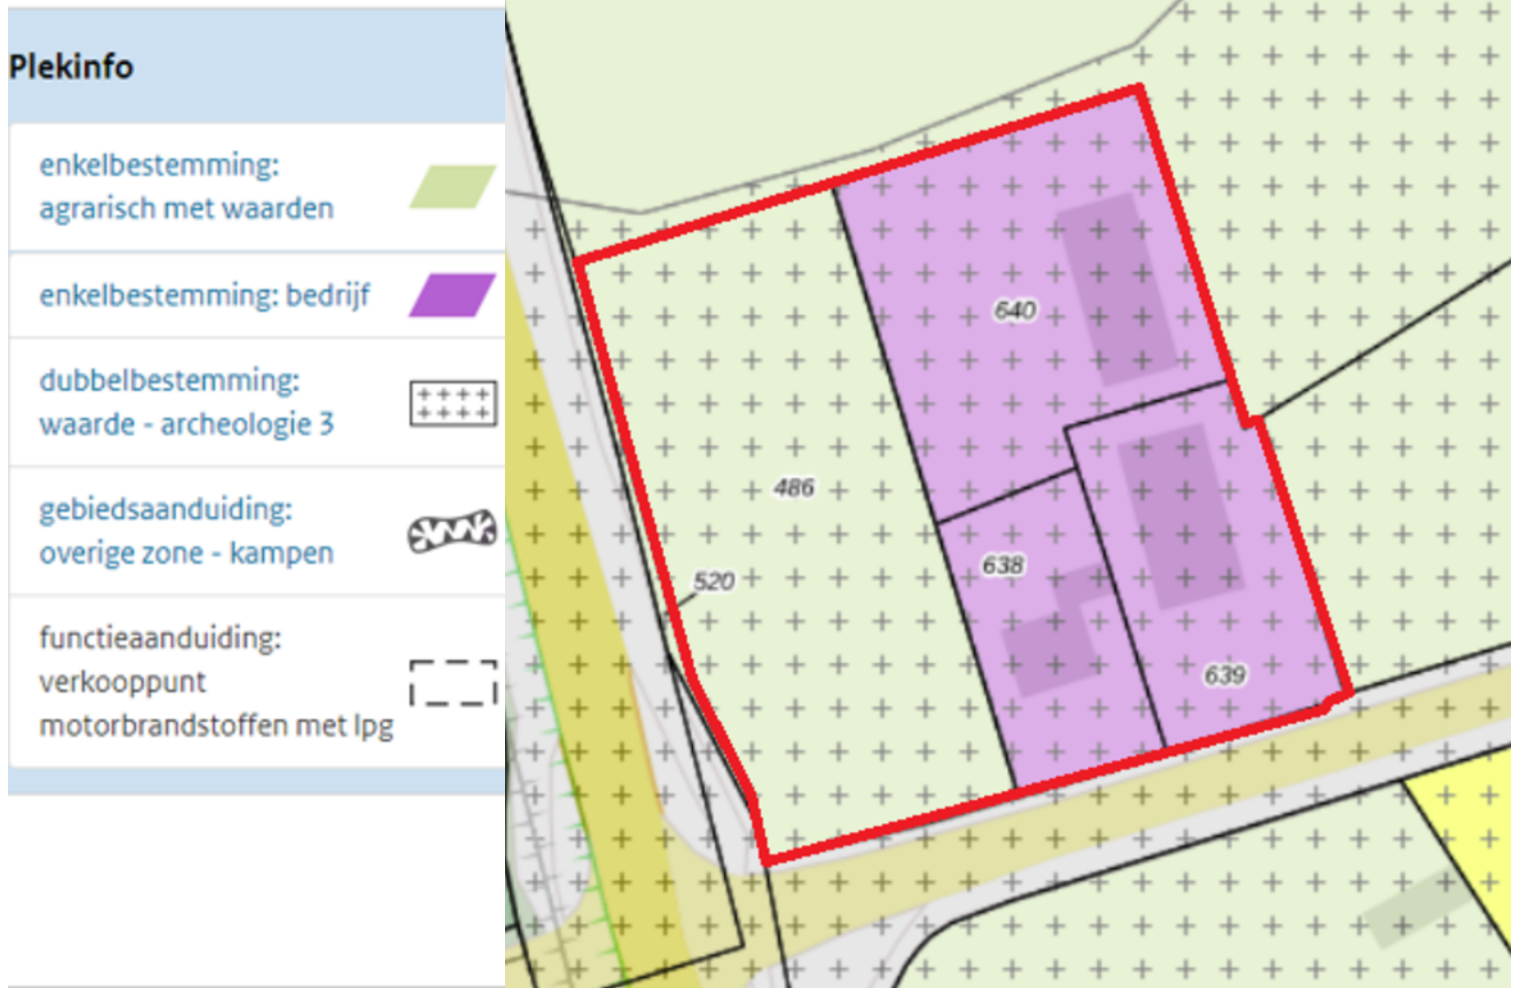 Plekinfo
enkelbestemming:
agrarisch met waarden
enkelbestemming: bedrijf
dubbelbestemming:
waarde - archeologie 3
gebiedsaanduiding:
overige zone - kampen
functieaanduiding:
verkooppunt
motorbrandstoffen met lpg
640
486
638
520
639